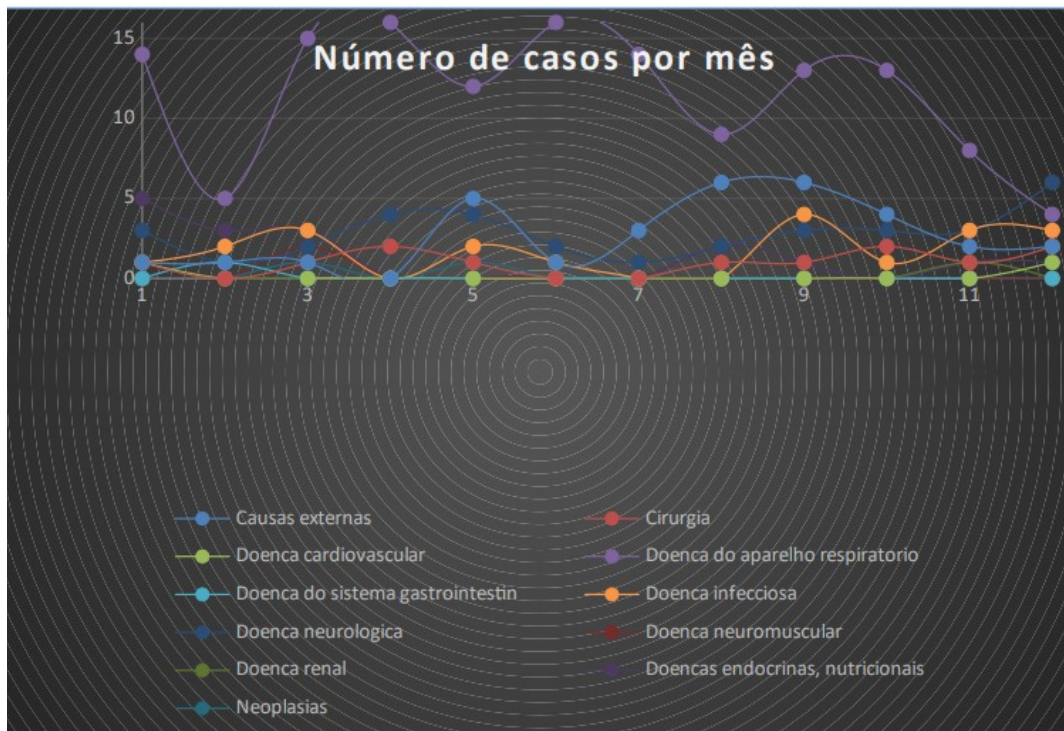 Número de casos por mês
15
10
5
0
1 3 5 7 9 11
Causas externas Cirurgia
Doenca cardiovascular Doenca do aparelho respiratorio
Doenca do sistema gastrointestin Doenca infecciosa
Doenca neurologica Doenca neuromuscular
Doenca renal Doencas endocrinas, nutricionais
Neoplasias